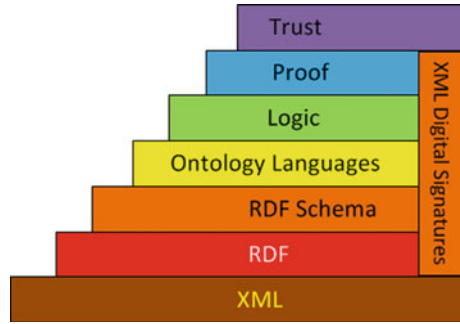 Trust
Proof
Logic
Ontology Languages
RDF Schema
RDF
XML
XML Digital Signatures